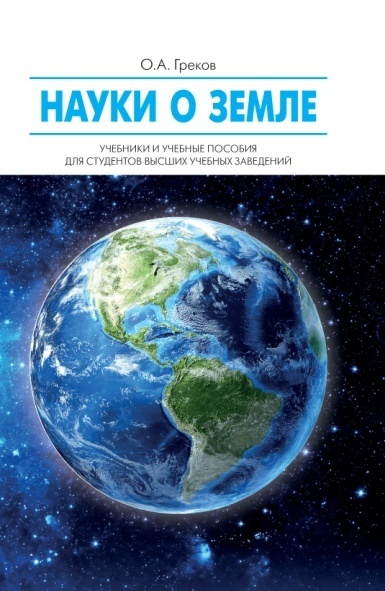 О.А. Греков
НАУКИ О ЗЕМЛЕ
УЧЕБНИКИ И УЧЕБНЫЕ ПОСОБИЯ
ДЛЯ СТУДЕНТОВ ВЫСШИХ УЧЕБНЫХ ЗАВЕДЕНИЙ